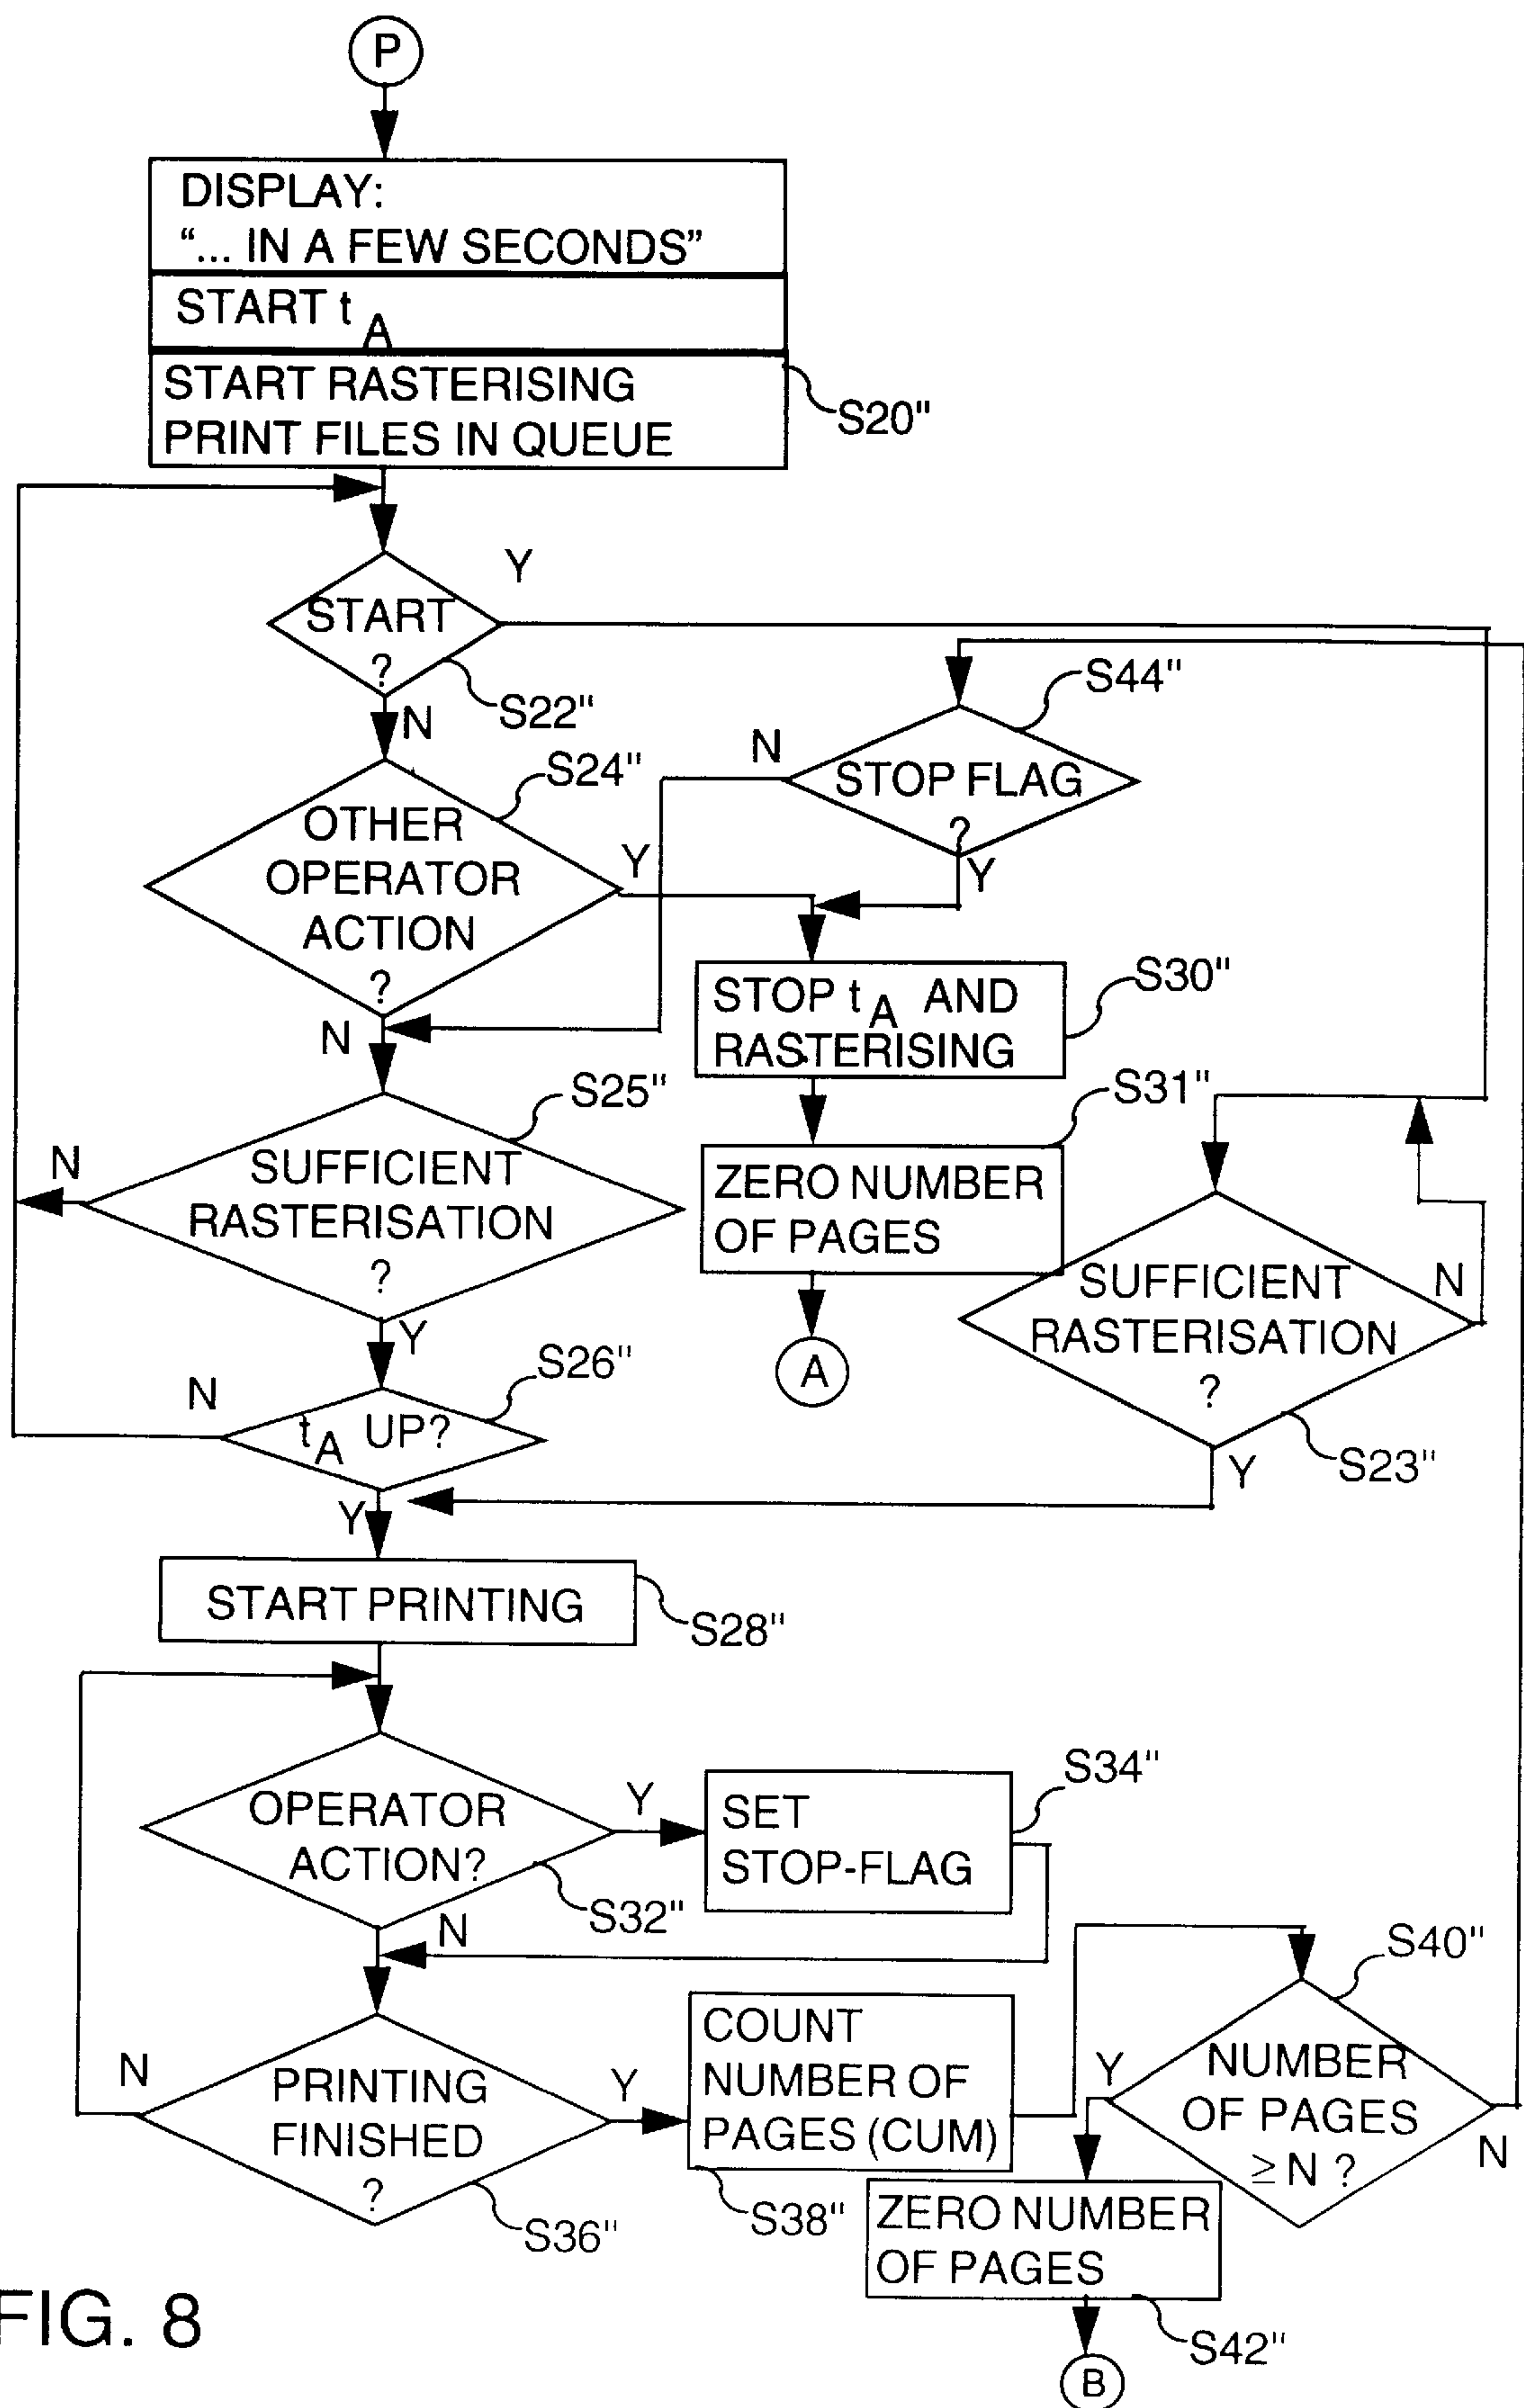 P
DISPLAY:
“... IN A FEW SECONDS”
START t A
START RASTERISING
PRINT FILES IN QUEUE
S20"
START
?
Y
S22"
N
S44"
STOP FLAG
?
N
Y
S24"
OTHER
OPERATOR
ACTION
?
Y
N
STOP t A AND
RASTERISING
S30"
S25"
SUFFICIENT
RASTERISATION
?
N
Y
S31"
ZERO NUMBER
OF PAGES
A
SUFFICIENT
RASTERISATION
?
N
S23"
Y
S26"
t A UP?
N
Y
START PRINTING
S28"
OPERATOR
ACTION?
Y
S32"
N
S34"
SET
STOP-FLAG
PRINTING
FINISHED
?
N
Y
S36"
COUNT
NUMBER OF
PAGES (CUM)
S38"
S40"
NUMBER
OF PAGES
≥ N ?
Y
N
ZERO NUMBER
OF PAGES
S42"
B
FIG. 8